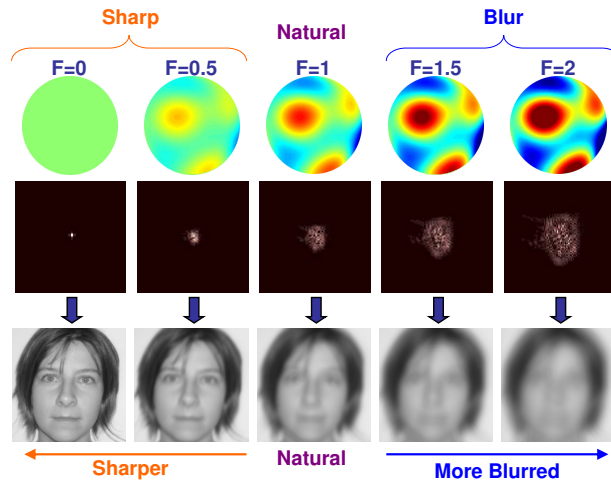 Sharp
Natural
Blur
F=0
F=0.5
F=1
F=1.5
F=2
Sharper
Natural
More Blurred